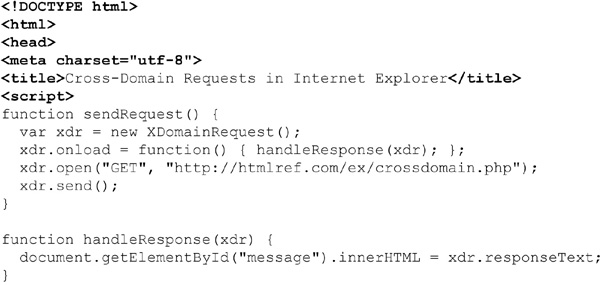 <!DOCTYPE html>
<html>
<head>
<meta charset="utf-8">
<title>Cross-Domain Requests in Internet Explorer</title>
<script>
function sendRequest() {
  var xdr = new XDomainRequest();
  xdr.onload = function() { handleResponse(xdr); };
  xdr.open("GET", "http://htmlref.com/ex/crossdomain.php");
  xdr.send();
}

function handleResponse(xdr) {
  document.getElementById("message").innerHTML = xdr.responseText;
}